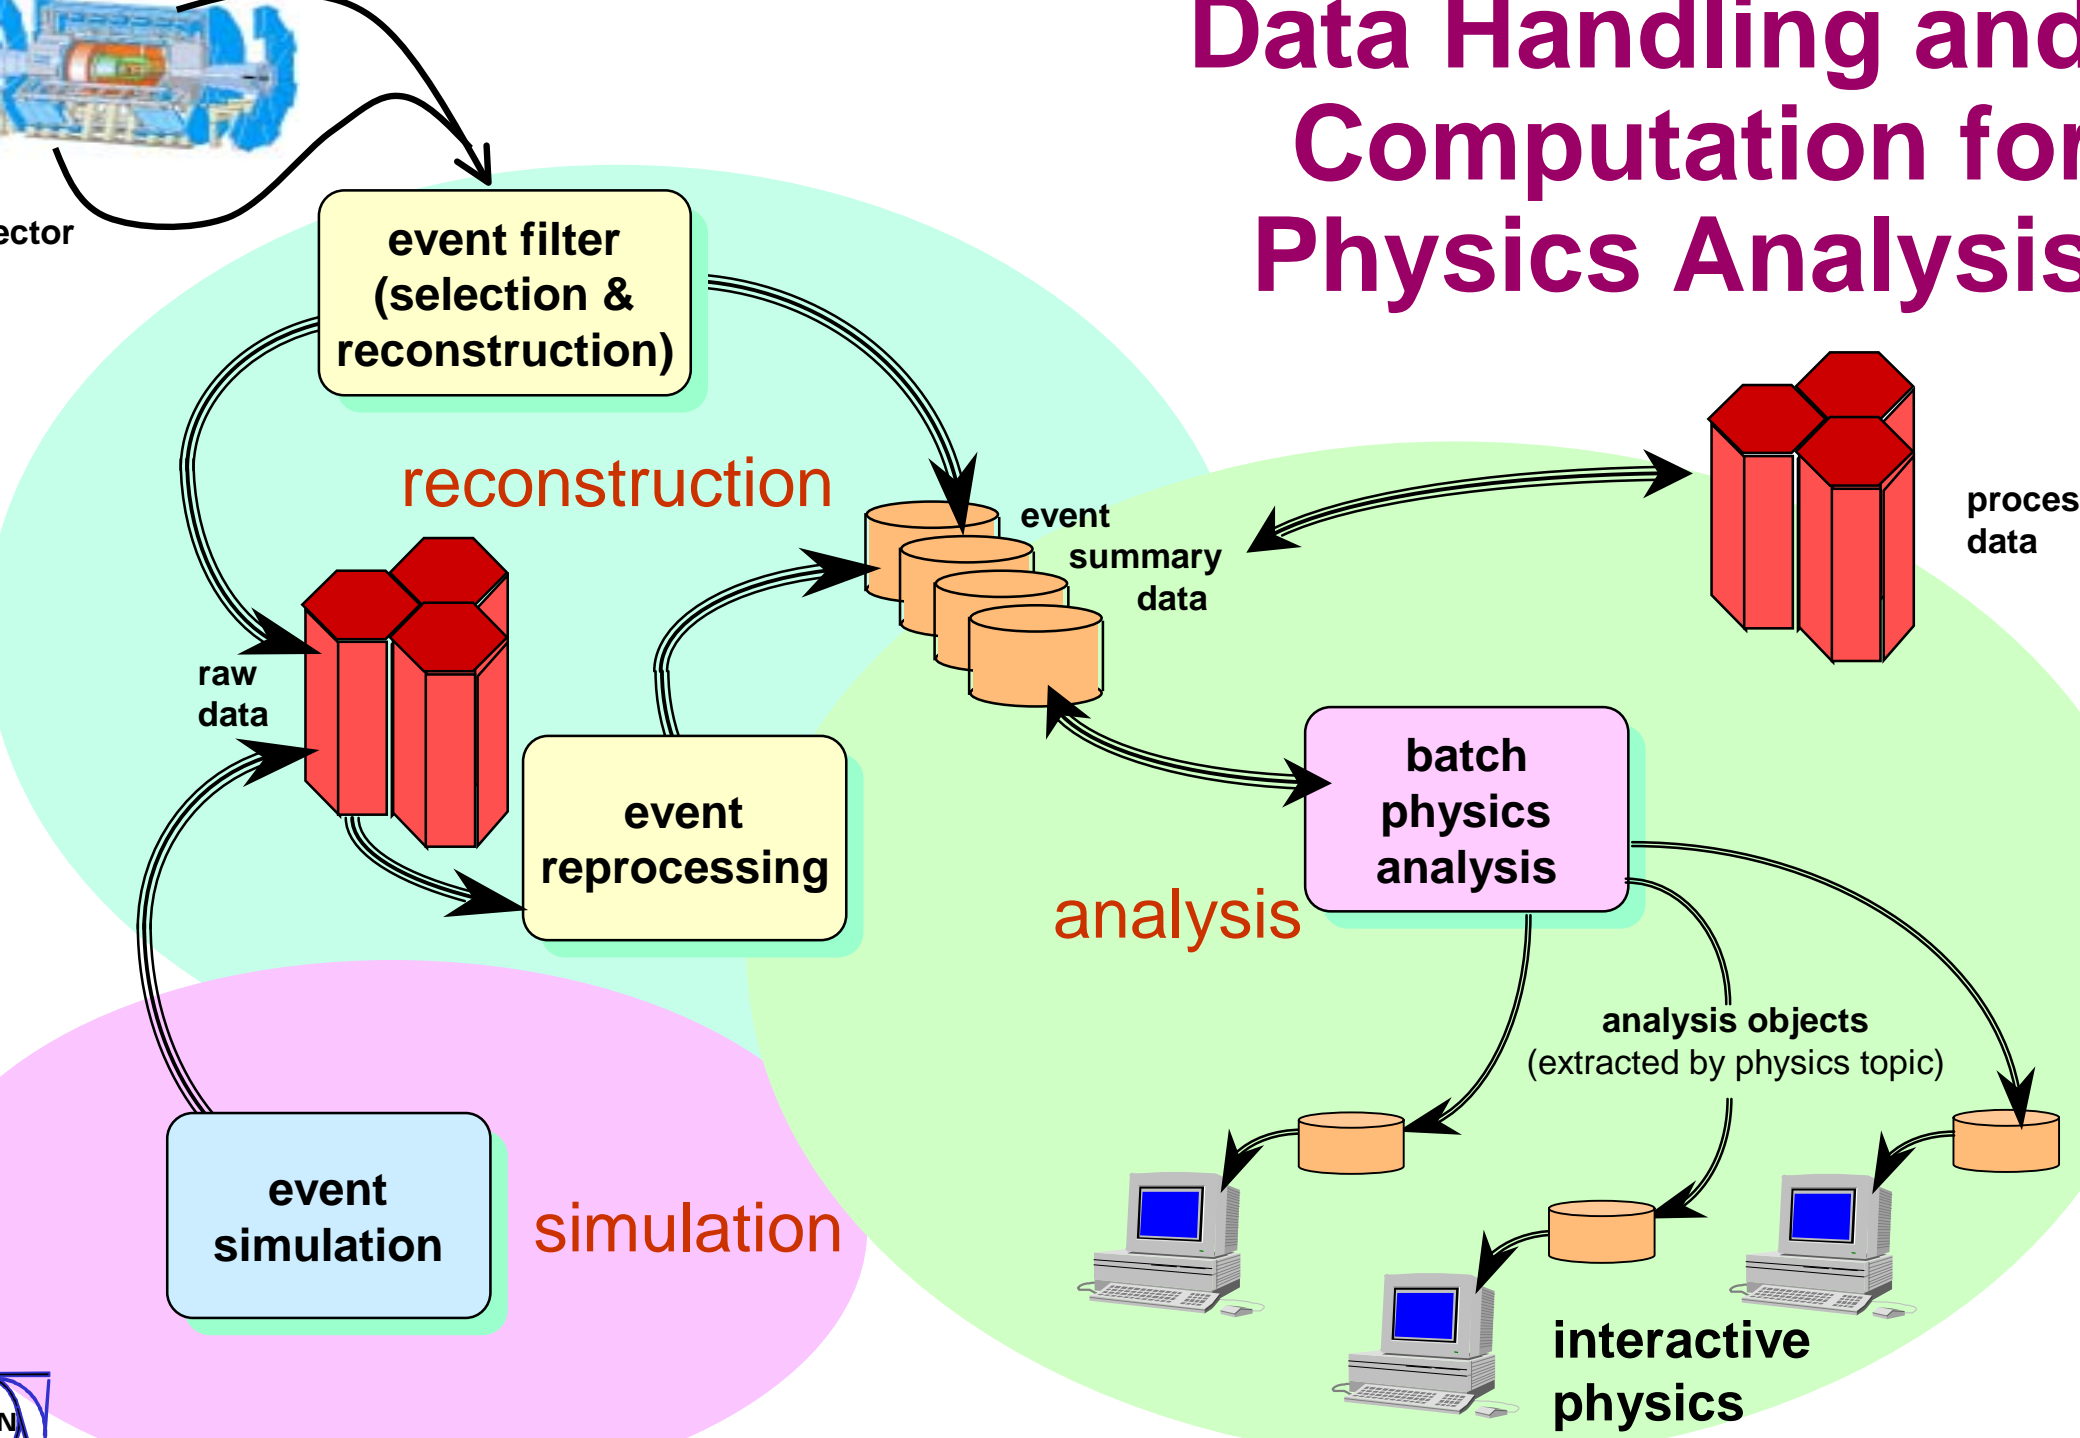 Data Handling and
Computation for
Physics Analysis
ector
event filter
(selection &
reconstruction)
reconstruction
event
summary
data
proces
data
raw
data
event
reprocessing
batch
physics
analysis
analysis
analysis objects
(extracted by physics topic)
event
simulation
simulation
interactive
physics
N